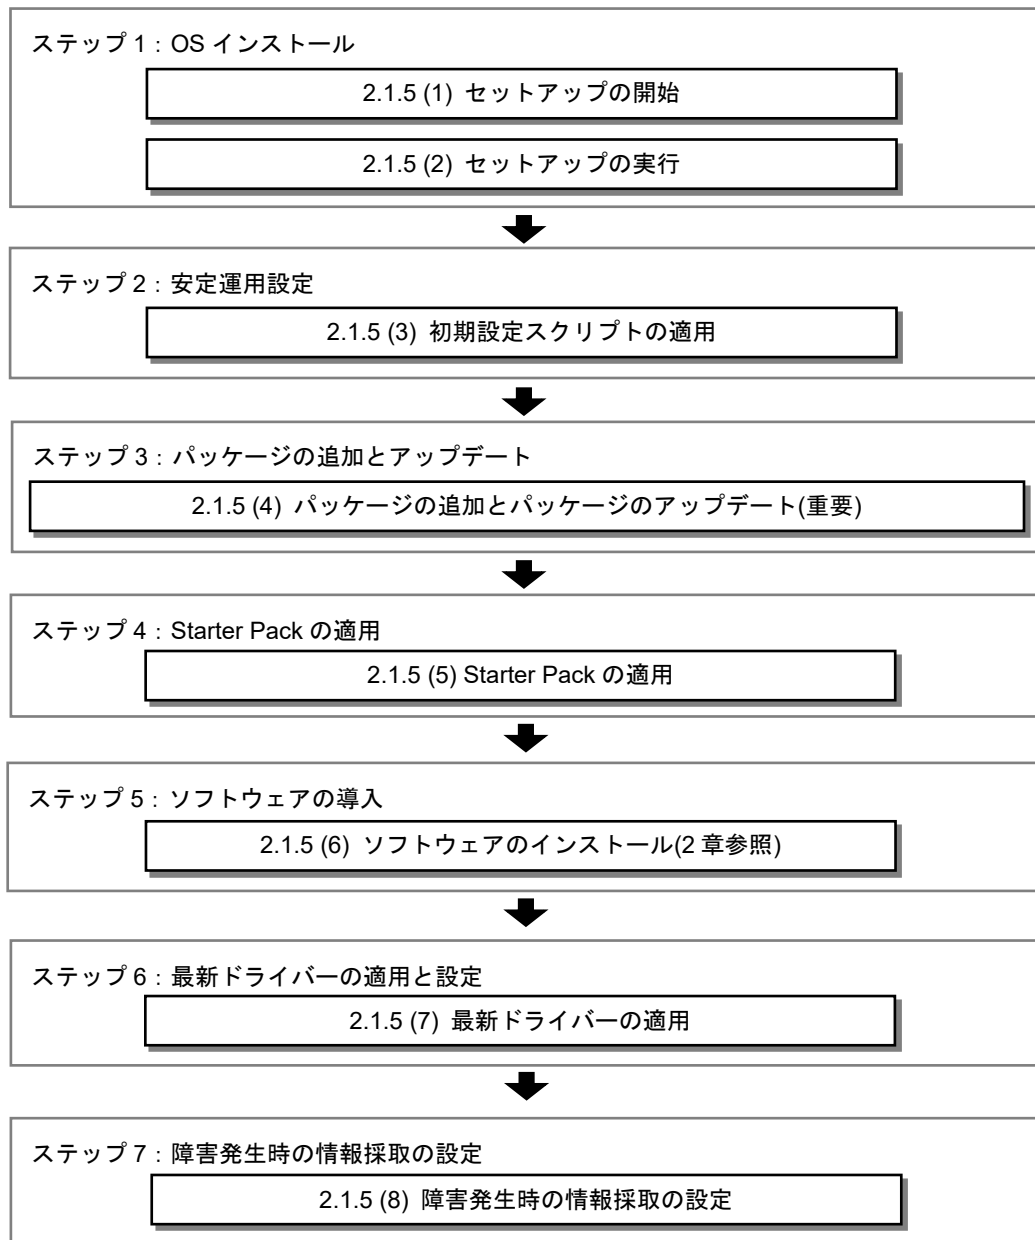 ステップ 1：OS インストール
2.1.5 (1) セットアップの開始
2.1.5 (2) セットアップの実行
ステップ 2：安定運用設定
2.1.5 (3) 初期設定スクリプトの適用
ステップ 3：パッケージの追加とアップデート
2.1.5 (4) パッケージの追加とパッケージのアップデート(重要)
ステップ 4：Starter Pack の適用
2.1.5 (5) Starter Pack の適用
ステップ 5：ソフトウェアの導入
2.1.5 (6) ソフトウェアのインストール(2 章参照)
ステップ 6：最新ドライバーの適用と設定
2.1.5 (7) 最新ドライバーの適用
ステップ 7：障害発生時の情報採取の設定
2.1.5 (8) 障害発生時の情報採取の設定